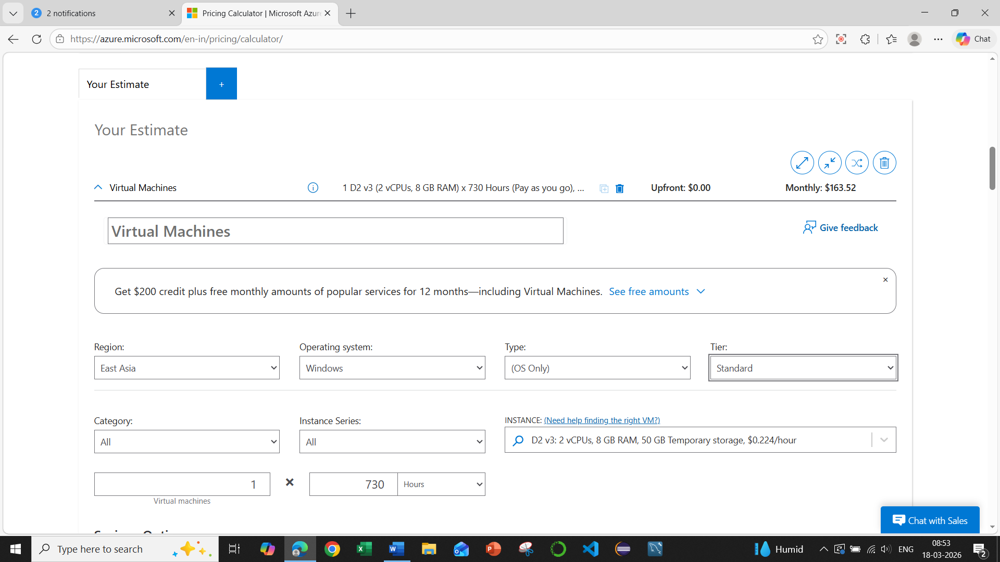 2
2 notifications
Pricing Calculator | Microsoft Azure
https://azure.microsoft.com/en-in/pricing/calculator/
Chat
Your Estimate
+
Your Estimate
Virtual Machines
1 D2 v3 (2 vCPUs, 8 GB RAM) x 730 Hours (Pay as you go), ...
Upfront: $0.00
Monthly: $163.52
Virtual Machines
Give feedback
Get $200 credit plus free monthly amounts of popular services for 12 months—including Virtual Machines. See free amounts
Region:
Operating system:
Type:
Tier:
East Asia
Windows
(OS Only)
Standard
Category:
Instance Series:
INSTANCE: (Need help finding the right VM?)
All
All
D2 v3: 2 vCPUs, 8 GB RAM, 50 GB Temporary storage, $0.224/hour
1
730
Hours
Virtual machines
Chat with Sales
Type here to search
Humid
ENG
08:53
18-03-2026
2